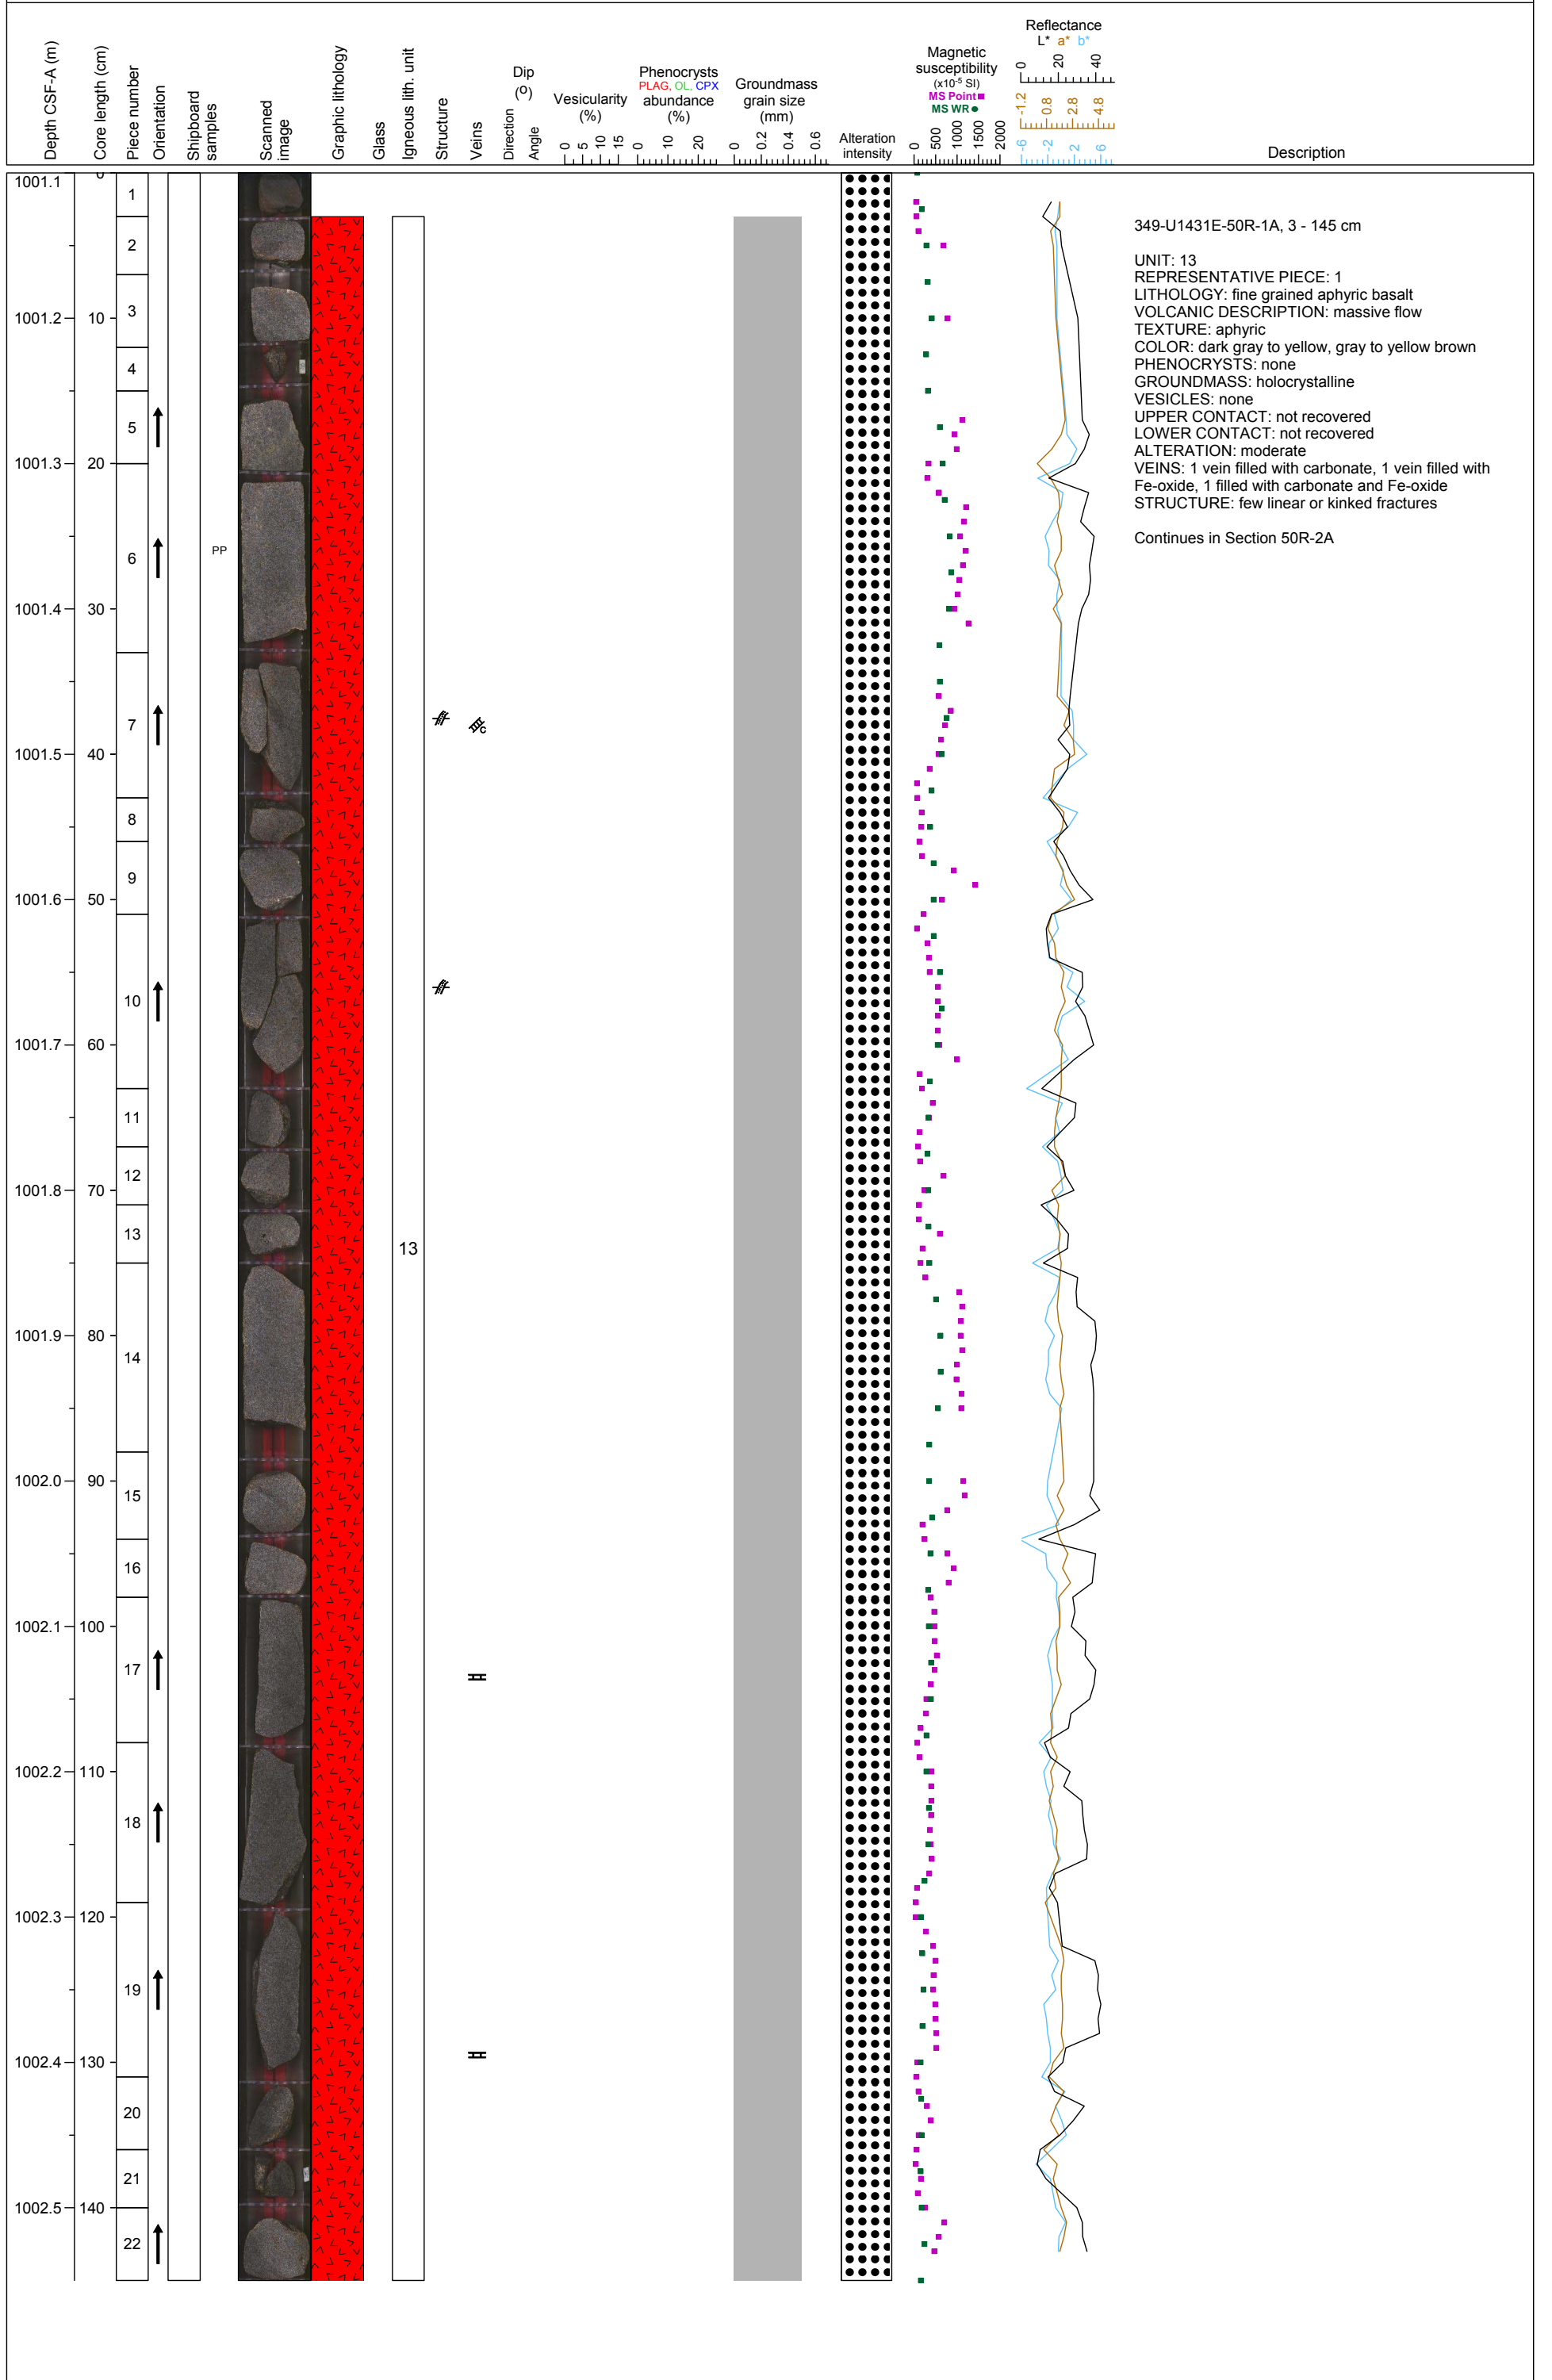 Depth CSF-A (m)
Core length (cm)
Piece number
Orientation
Shipboard
samples
Scanned
image
Graphic lithology
Glass
Igneous lith. unit
Structure
Veins
Dip
(o)
Direction
Angle
Vesicularity
(%)
0 5 10 15
Phenocrysts
PLAG, OL, CPX
abundance
(%)
0 10 20
Groundmass
grain size
(mm)
0 0.2 0.4 0.6
Alteration
intensity
Magnetic
susceptibility
(x10-5 SI)
MS Point
MS WR
0 500 1000 1500 2000
Reflectance
L* a* b*
0 20 40
-1.2 0.8 2.8 4.8
-6 -2 2 6
Description
1001.1 0
1
2
1001.2 10 3
4
5
1001.3 20
6 PP
1001.4 30
7
c
1001.5 40
8
9
1001.6 50
10
1001.7 60
11
12
1001.8 70
13
13
1001.9 80
14
1002.0 90
15
16
1002.1 100
17
1002.2 110
18
1002.3 120
19
1002.4 130
20
21
1002.5 140
22
349-U1431E-50R-1A, 3 - 145 cm
UNIT: 13
REPRESENTATIVE PIECE: 1
LITHOLOGY: fine grained aphyric basalt
VOLCANIC DESCRIPTION: massive flow
TEXTURE: aphyric
COLOR: dark gray to yellow, gray to yellow brown
PHENOCRYSTS: none
GROUNDMASS: holocrystalline
VESICLES: none
UPPER CONTACT: not recovered
LOWER CONTACT: not recovered
ALTERATION: moderate
VEINS: 1 vein filled with carbonate, 1 vein filled with
Fe-oxide, 1 filled with carbonate and Fe-oxide
STRUCTURE: few linear or kinked fractures
Continues in Section 50R-2A